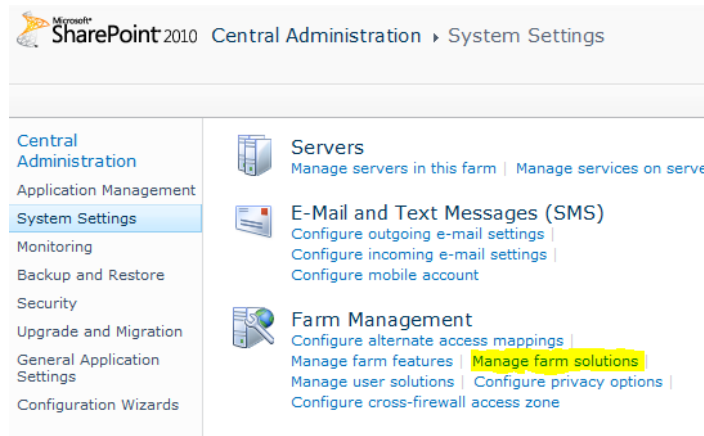 Microsoft
SharePoint 2010 Central Administration ▸ System Settings
Central
Administration
Application Management
System Settings
Monitoring
Backup and Restore
Security
Upgrade and Migration
General Application
Settings
Configuration Wizards
Servers
Manage servers in this farm | Manage services on serve
E-Mail and Text Messages (SMS)
Configure outgoing e-mail settings |
Configure incoming e-mail settings |
Configure mobile account
Farm Management
Configure alternate access mappings |
Manage farm features | Manage farm solutions |
Manage user solutions | Configure privacy options |
Configure cross-firewall access zone